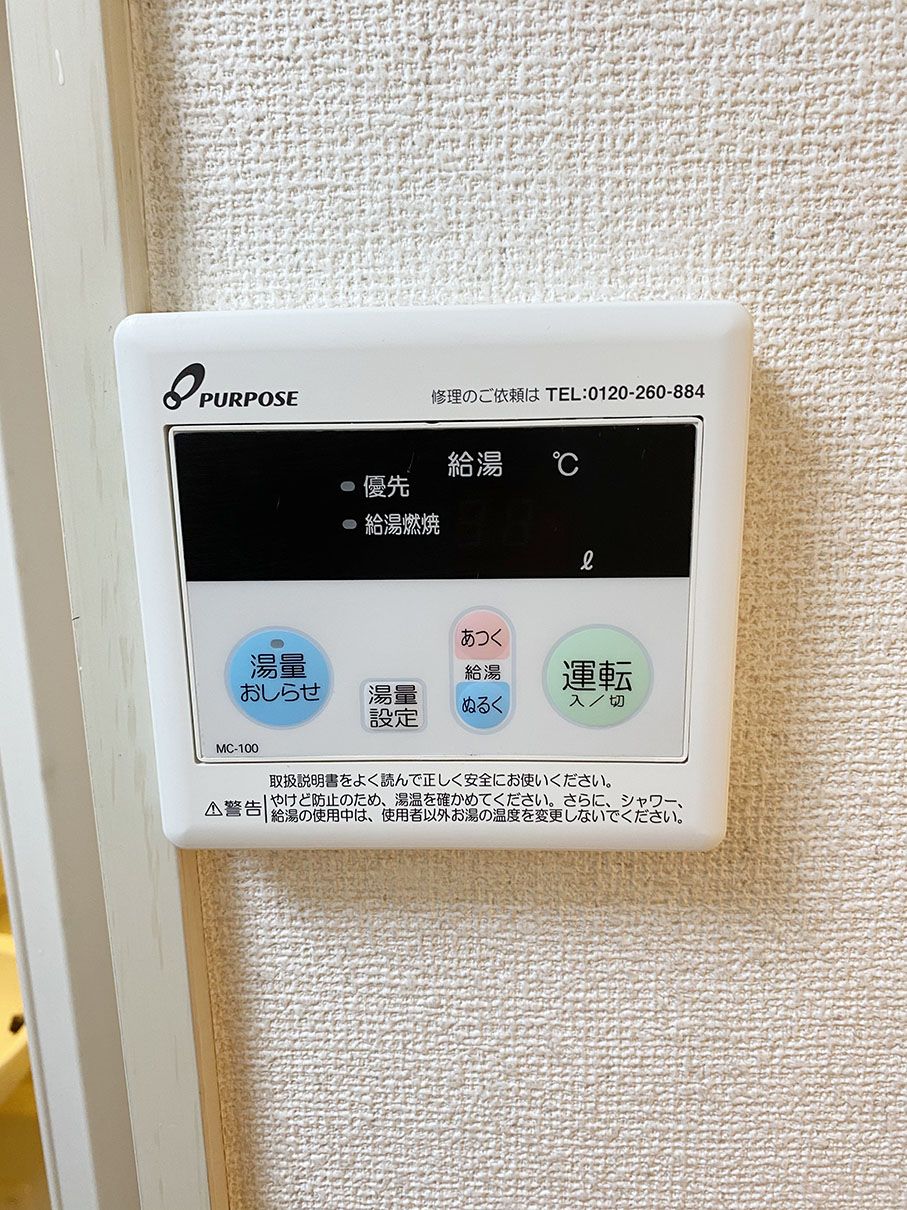 PURPOSE
修理のご依頼は TEL:0120-260-884
給湯 ℃
優先
給湯燃焼
ℓ
湯量
おしらせ
湯量
設定
あつく
給湯
ぬるく
運転
入／切
MC-100
取扱説明書をよく読んで正しく安全にお使いください。
⚠警告 やけど防止のため、湯温を確かめてください。さらに、シャワー、
給湯の使用中は、使用者以外お湯の温度を変更しないでください。